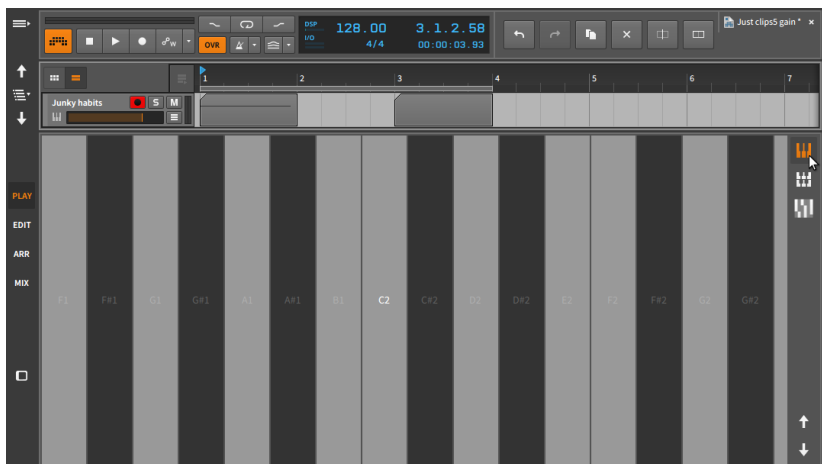 DSP
I/O
128.00
4/4
3.1.2.58
00:00:03.93
Just clips5 gain* ×
W
OVR
1 2 3 4 5 6 7
Junky habits S M
PLAY
EDIT
ARR
MIX
F1 F#1 G1 G#1 A1 A#1 B1 C2 C#2 D2 D#2 E2 F2 F#2 G2 G#2